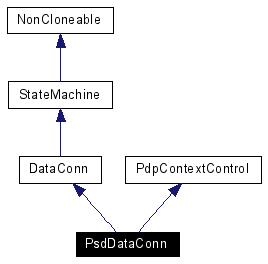 NonCloneable
StateMachine
DataConn
PdpContextControl
PsdDataConn